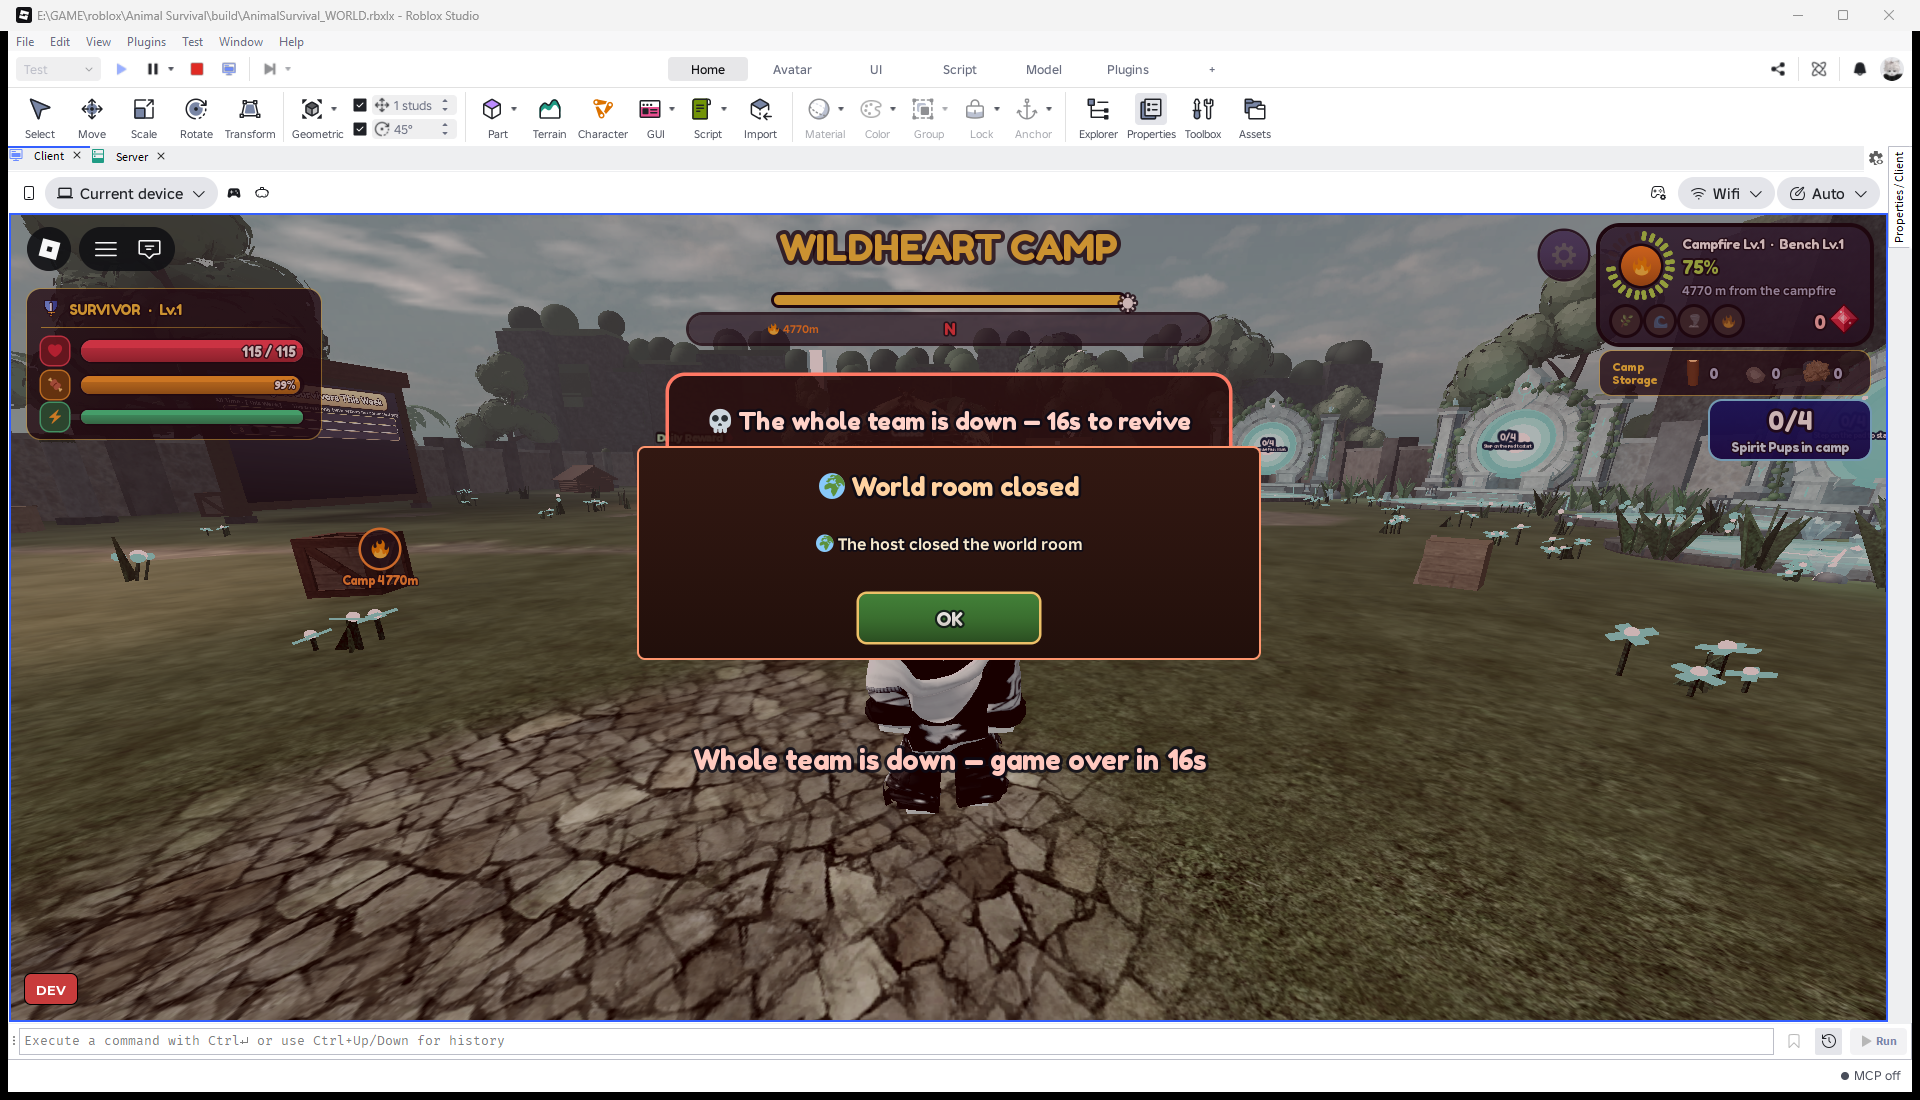 E:\GAME\roblox\Animal Survival\build\AnimalSurvival_WORLD.rbxlx - Roblox Studio
File Edit View Plugins Test Window Help
Test
Home Avatar UI Script Model Plugins +
Select Move Scale Rotate Transform Geometric 1 studs 45° Part Terrain Character GUI Script Import Material Color Group Lock Anchor Explorer Properties Toolbox Assets
Client Server
Current device Wifi Auto
Properties / Client
WILDHEART CAMP
Campfire Lv.1 · Bench Lv.1
75%
4770 m from the campfire
0
SURVIVOR · Lv.1
115 / 115
99%
4770m N
Camp Storage 0 0 0
0/4
Spirit Pups in camp
💀 The whole team is down — 16s to revive
🌍 World room closed
🌍 The host closed the world room
OK
Camp 4770m
0/4
0/4
Whole team is down — game over in 16s
DEV
Execute a command with Ctrl↵ or use Ctrl+Up/Down for history
Run
MCP off